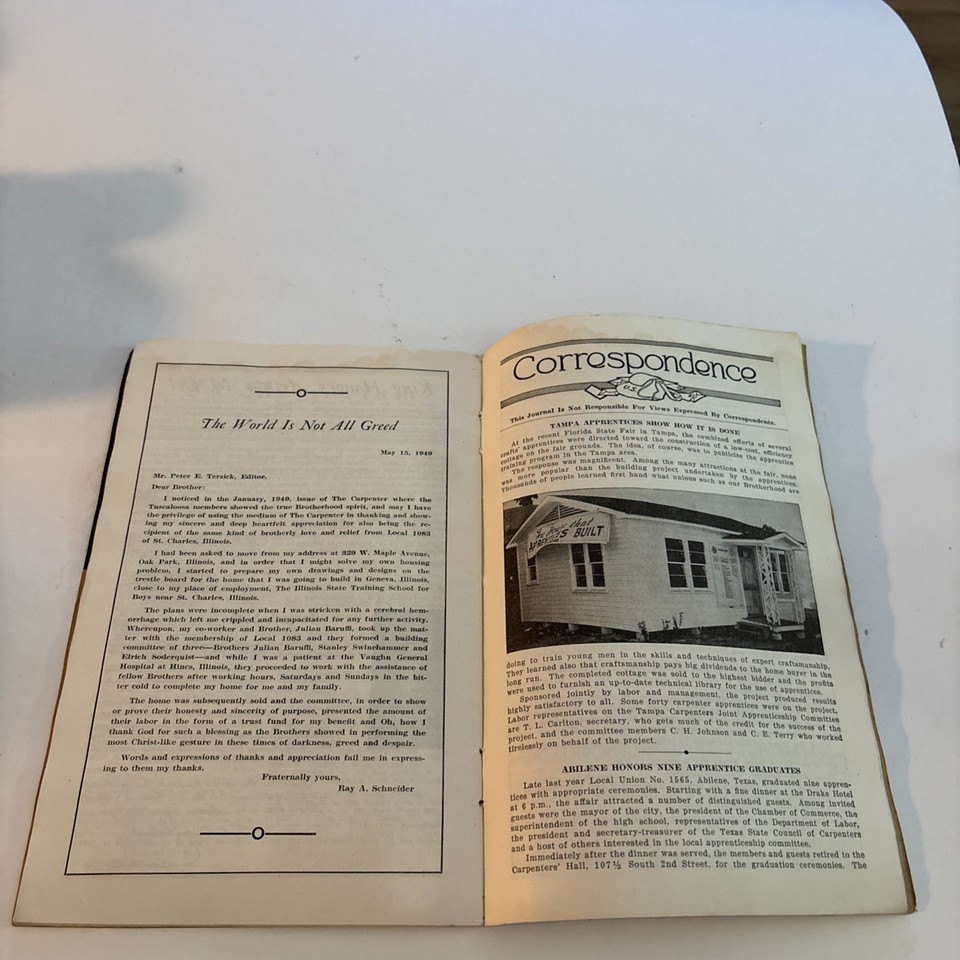 The World Is Not All Greed
May 15, 1949
Mr. Peter E. Terzick, Editor.
Dear Brother:
I noticed in the January, 1949, issue of The Carpenter where the
Tuscaloosa members showed the true Brotherhood spirit, and may I have
the privilege of using the medium of The Carpenter in thanking and show-
ing my sincere and deep heartfelt appreciation for also being the re-
cipient of the same kind of brotherly love and relief from Local 1083
of St. Charles, Illinois.
I had been asked to move from my address at 329 W. Maple Avenue,
Oak Park, Illinois, and in order that I might solve my own housing
problem, I started to prepare my own drawings and designs on the
trestle board for the home that I was going to build in Geneva, Illinois,
close to my place of employment, The Illinois State Training School for
Boys near St. Charles, Illinois.
The plans were incomplete when I was stricken with a cerebral hem-
orrhage which left me crippled and incapacitated for any further activity.
Whereupon, my co-worker and Brother, Julian Baruffi, took up the mat-
ter with the membership of Local 1083 and they formed a building
committee of three—Brothers Julian Baruffi, Stanley Swinehammer and
Elrich Soderquist—and while I was a patient at the Vaughn General
Hospital at Hines, Illinois, they proceeded to work with the assistance of
fellow Brothers after working hours, Saturdays and Sundays in the bit-
ter cold to complete my home for me and my family.
The home was subsequently sold and the committee, in order to show
or prove their honesty and sincerity of purpose, presented the amount of
their labor in the form of a trust fund for my benefit and Oh, how I
thank God for such a blessing as the Brothers showed in performing the
most Christ-like gesture in these times of darkness, greed and despair.
Words and expressions of thanks and appreciation fail me in express-
ing to them my thanks.
Fraternally yours,
Ray A. Schneider
Correspondence
This Journal Is Not Responsible For Views Expressed By Correspondents.
TAMPA APPRENTICES SHOW HOW IT IS DONE
At the recent Florida State Fair in Tampa, the combined efforts of several
crafts' apprentices were directed toward the construction of a low-cost, efficiency
cottage on the fair grounds. The idea, of course, was to publicize the apprentice
training program in the Tampa area.
The response was magnificent. Among the many attractions at the fair, none
was more popular than the building project undertaken by the apprentices.
Thousands of people learned first hand what unions such as our Brotherhood are
The House that
APPRENTICES BUILT
doing to train young men in the skills and techniques of expert craftsmanship.
They learned also that craftsmanship pays big dividends to the home buyer in the
long run. The completed cottage was sold to the highest bidder and the profits
were used to furnish an up-to-date technical library for the use of apprentices.
Sponsored jointly by labor and management, the project produced results
highly satisfactory to all. Some forty carpenter apprentices were on the project.
Labor representatives on the Tampa Carpenters Joint Apprenticeship Committee
are T. L. Carlton, secretary, who gets much of the credit for the success of the
project, and the committee members C. H. Johnson and C. E. Terry who worked
tirelessly on behalf of the project.
ABILENE HONORS NINE APPRENTICE GRADUATES
Late last year Local Union No. 1565, Abilene, Texas, graduated nine appren-
tices with appropriate ceremonies. Starting with a fine dinner at the Drake Hotel
at 6 p.m., the affair attracted a number of distinguished guests. Among invited
guests were the mayor of the city, the president of the Chamber of Commerce, the
superintendent of the high school, representatives of the Department of Labor,
the president and secretary-treasurer of the Texas State Council of Carpenters
and a host of others interested in the local apprenticeship committee.
Immediately after the dinner was served, the members and guests retired to the
Carpenters' Hall, 107½ South 2nd Street, for the graduation ceremonies. The